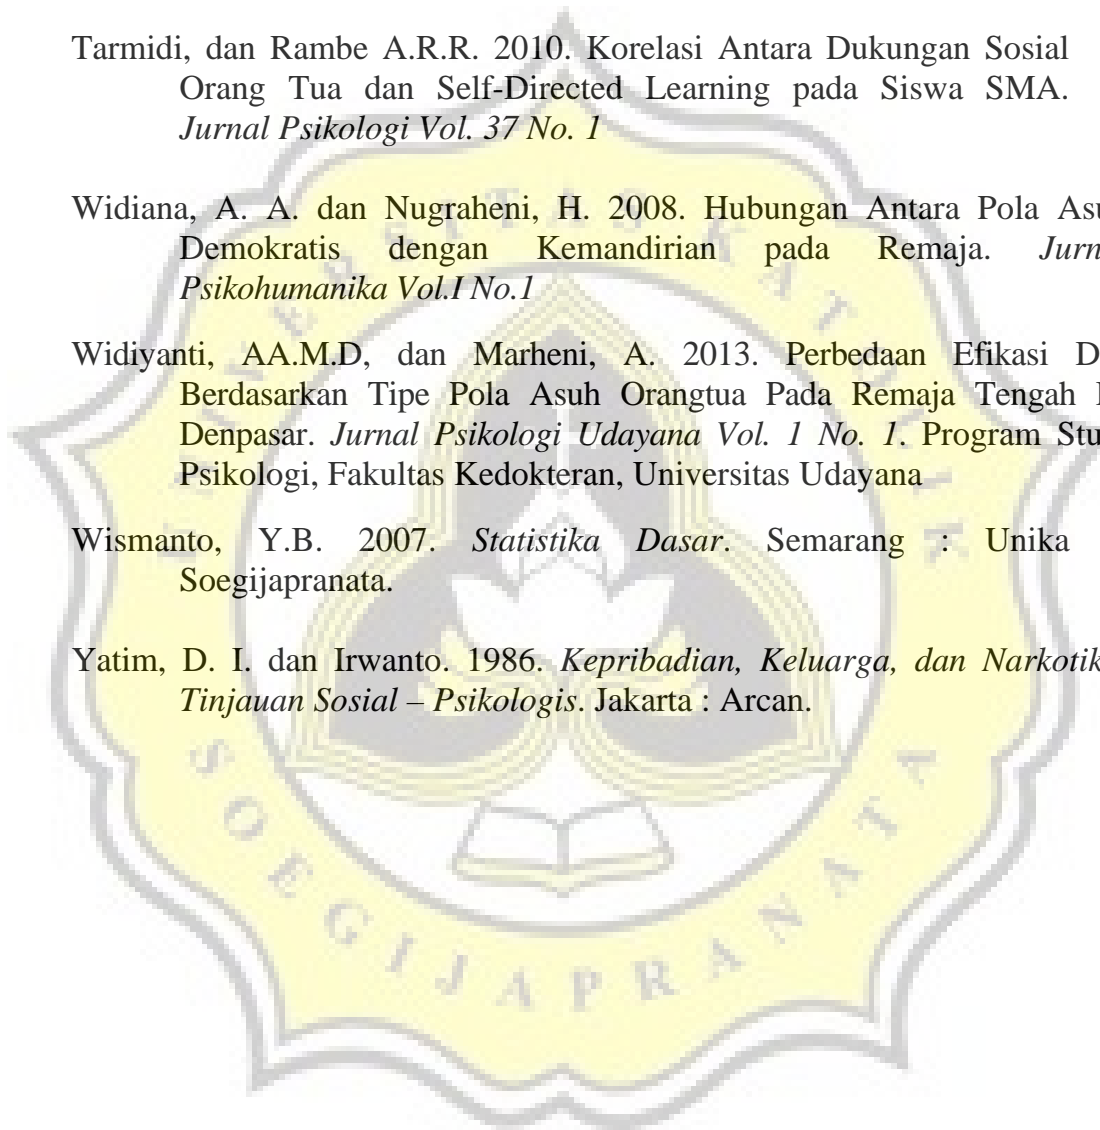 Tarmidi, dan Rambe A.R.R. 2010. Korelasi Antara Dukungan Sosial
Orang Tua dan Self-Directed Learning pada Siswa SMA.
Jurnal Psikologi Vol. 37 No. 1
Widiana, A. A. dan Nugraheni, H. 2008. Hubungan Antara Pola Asu
Demokratis dengan Kemandirian pada Remaja. Jurn
Psikohumanika Vol.I No.1
Widiyanti, AA.M.D, dan Marheni, A. 2013. Perbedaan Efikasi D
Berdasarkan Tipe Pola Asuh Orangtua Pada Remaja Tengah
Denpasar. Jurnal Psikologi Udayana Vol. 1 No. 1. Program Stu
Psikologi, Fakultas Kedokteran, Universitas Udayana
Wismanto, Y.B. 2007. Statistika Dasar. Semarang : Unika
Soegijapranata.
Yatim, D. I. dan Irwanto. 1986. Kepribadian, Keluarga, dan Narkotik
Tinjauan Sosial – Psikologis. Jakarta : Arcan.
UNIVERSITAS KATOLIK
SOEGIJAPRANATA